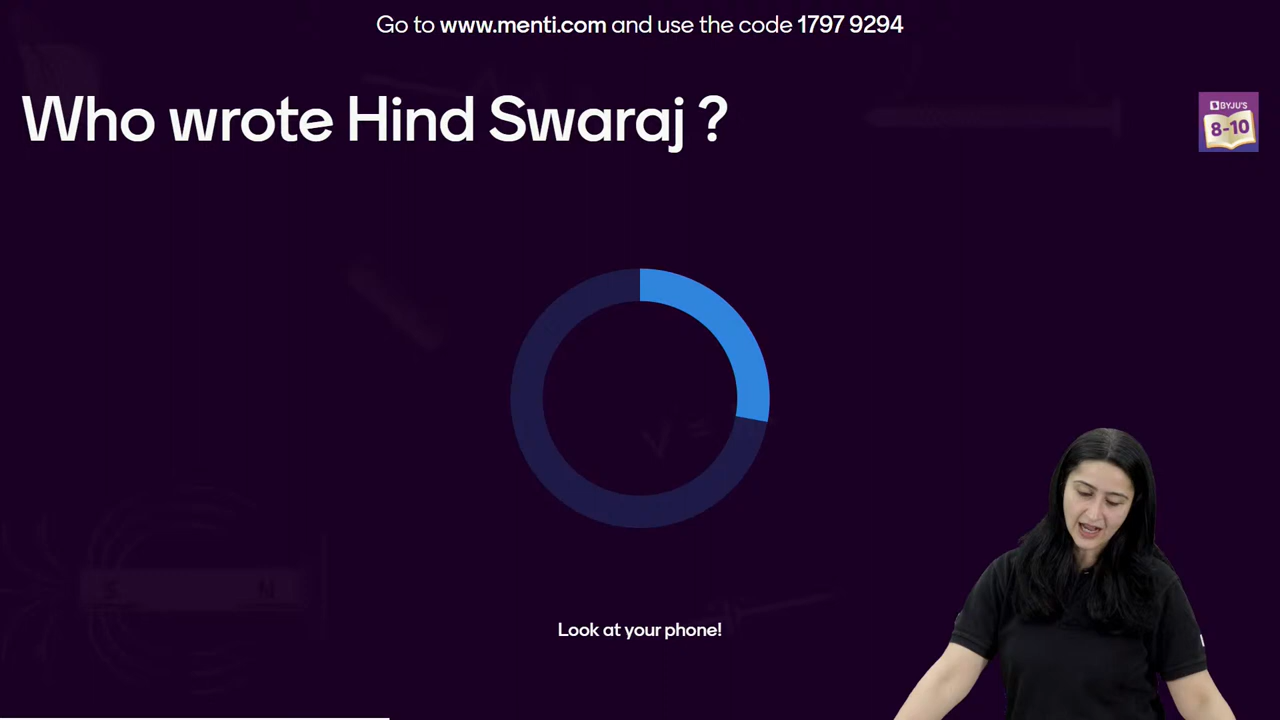 Go to www.menti.com and use the code 1797 9294
Who wrote Hind Swaraj ?
BYJU'S
8-10
Look at your phone!
S N
V =